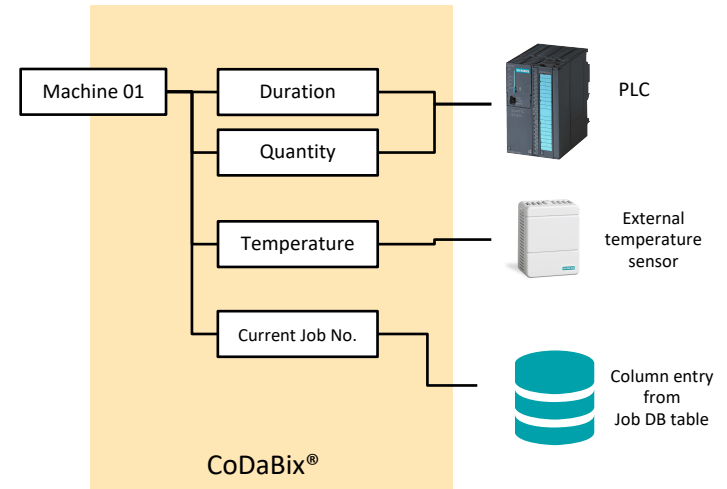 Machine 01
Duration
Quantity
Temperature
Current Job No.
PLC
External
temperature
sensor
Column entry
from
Job DB table
CoDaBix®